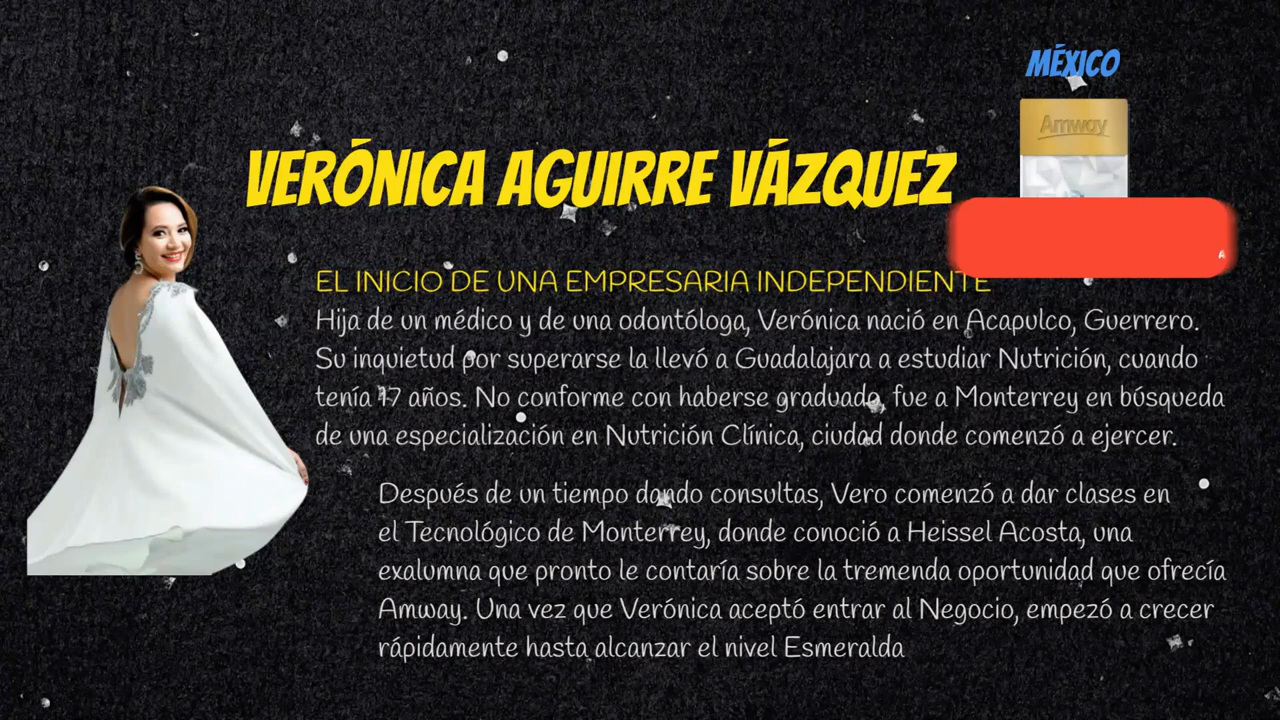 MÉXICO
Amway
VERÓNICA AGUIRRE VÁZQUEZ
A
EL INICIO DE UNA EMPRESARIA INDEPENDIENTE
Hija de un médico y de una odontóloga, Verónica nació en Acapulco, Guerrero.
Su inquietud por superarse la llevó a Guadalajara a estudiar Nutrición, cuando
tenía 17 años. No conforme con haberse graduado, fue a Monterrey en búsqueda
de una especialización en Nutrición Clínica, ciudad donde comenzó a ejercer.
Después de un tiempo dando consultas, Vero comenzó a dar clases en
el Tecnológico de Monterrey, donde conoció a Heissel Acosta, una
exalumna que pronto le contaría sobre la tremenda oportunidad que ofrecía
Amway. Una vez que Verónica aceptó entrar al Negocio, empezó a crecer
rápidamente hasta alcanzar el nivel Esmeralda